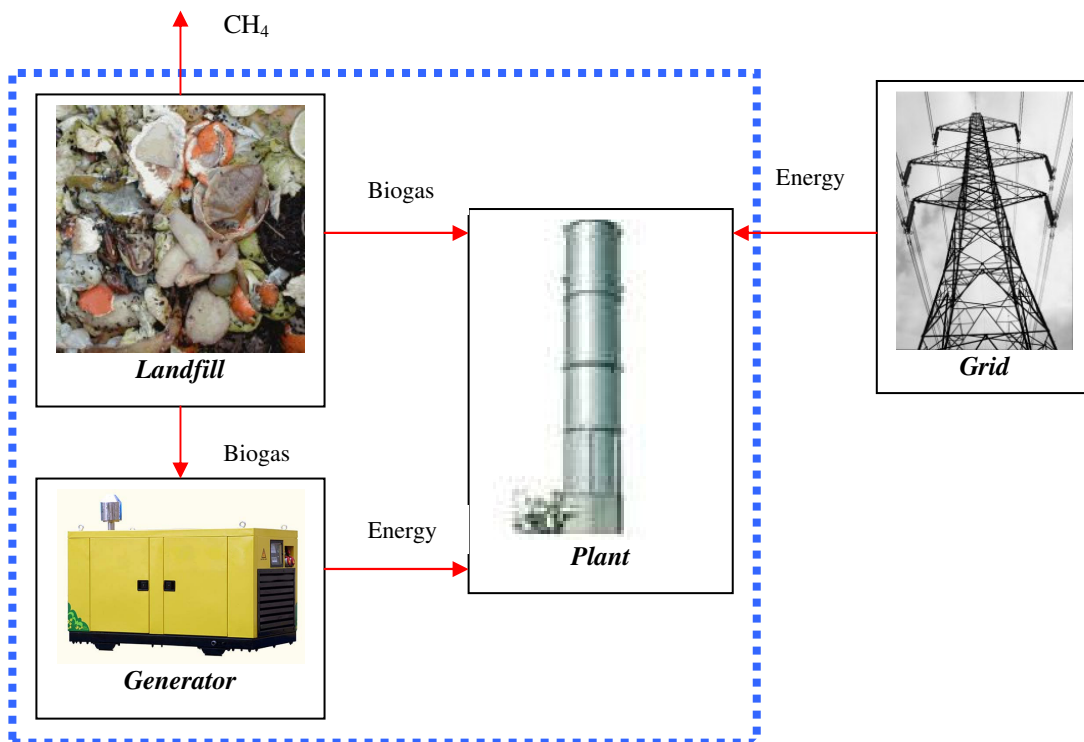 CH₄
Biogas
Energy
Landfill
Grid
Biogas
Energy
Plant
Generator